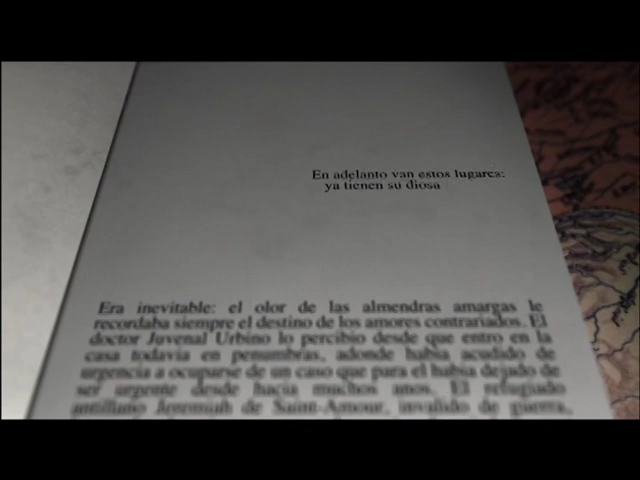 En adelanto van estos lugares:
ya tienen su diosa
Era inevitable: el olor de las almendras amargas le
recordaba siempre el destino de los amores contrariados. El
doctor Juvenal Urbino lo percibio desde que entro en la
casa todavia en penumbras, adonde habia acudido de
urgencia a ocuparse de un caso que para el habia dejado de
ser urgente desde hacia muchos anos. El refugiado
antillano Jeremiah de Saint-Amour, invalido de guerra,